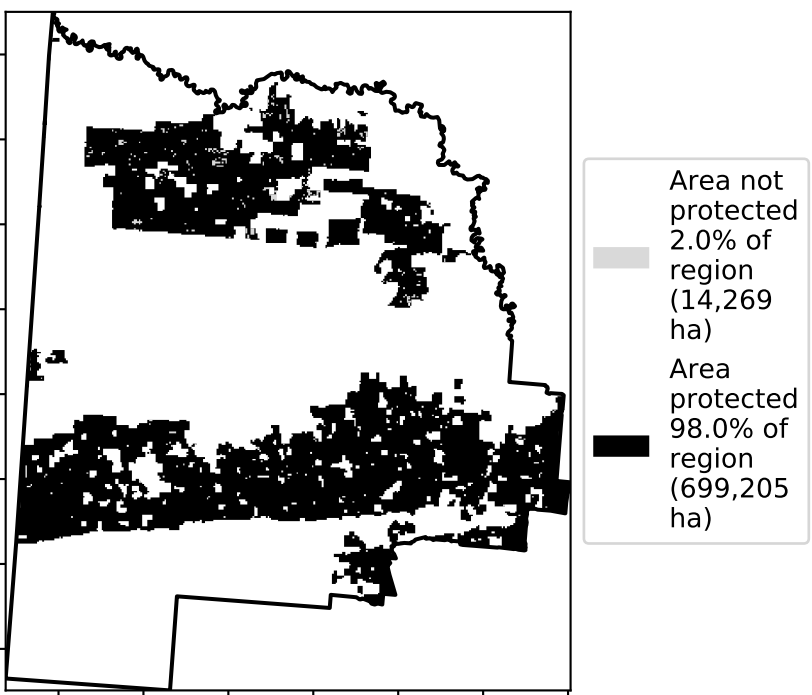 Area not
protected
2.0% of
region
(14,269
ha)
Area
protected
98.0% of
region
(699,205
ha)